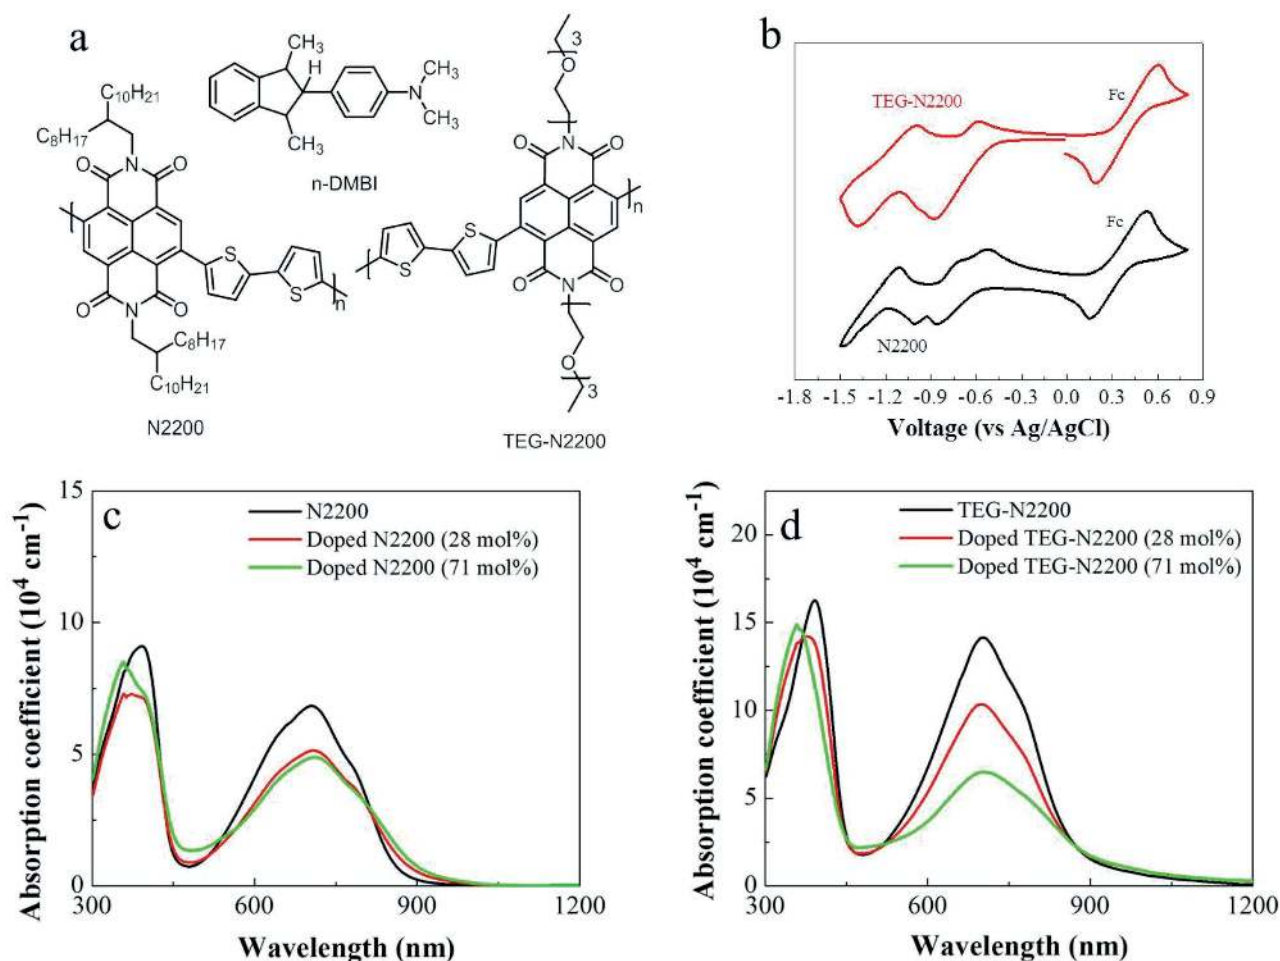 a
CH₃
H
CH₃
N
CH₃
CH₃
n-DMBI
C₁₀H₂₁
C₈H₁₇
N
O
O
O
O
N
S
S
n
C₈H₁₇
C₁₀H₂₁
N2200
3
O
N
O
O
O
O
N
n
S
S
O
3
TEG-N2200
b
TEG-N2200
Fc
Fc
N2200
-1.8 -1.5 -1.2 -0.9 -0.6 -0.3 0.0 0.3 0.6 0.9
Voltage (vs Ag/AgCl)
c
N2200
Doped N2200 (28 mol%)
Doped N2200 (71 mol%)
15
10
5
0
300 600 900 1200
Absorption coefficient (10⁴ cm⁻¹)
Wavelength (nm)
d
TEG-N2200
Doped TEG-N2200 (28 mol%)
Doped TEG-N2200 (71 mol%)
20
15
10
5
0
300 600 900 1200
Absorption coefficient (10⁴ cm⁻¹)
Wavelength (nm)